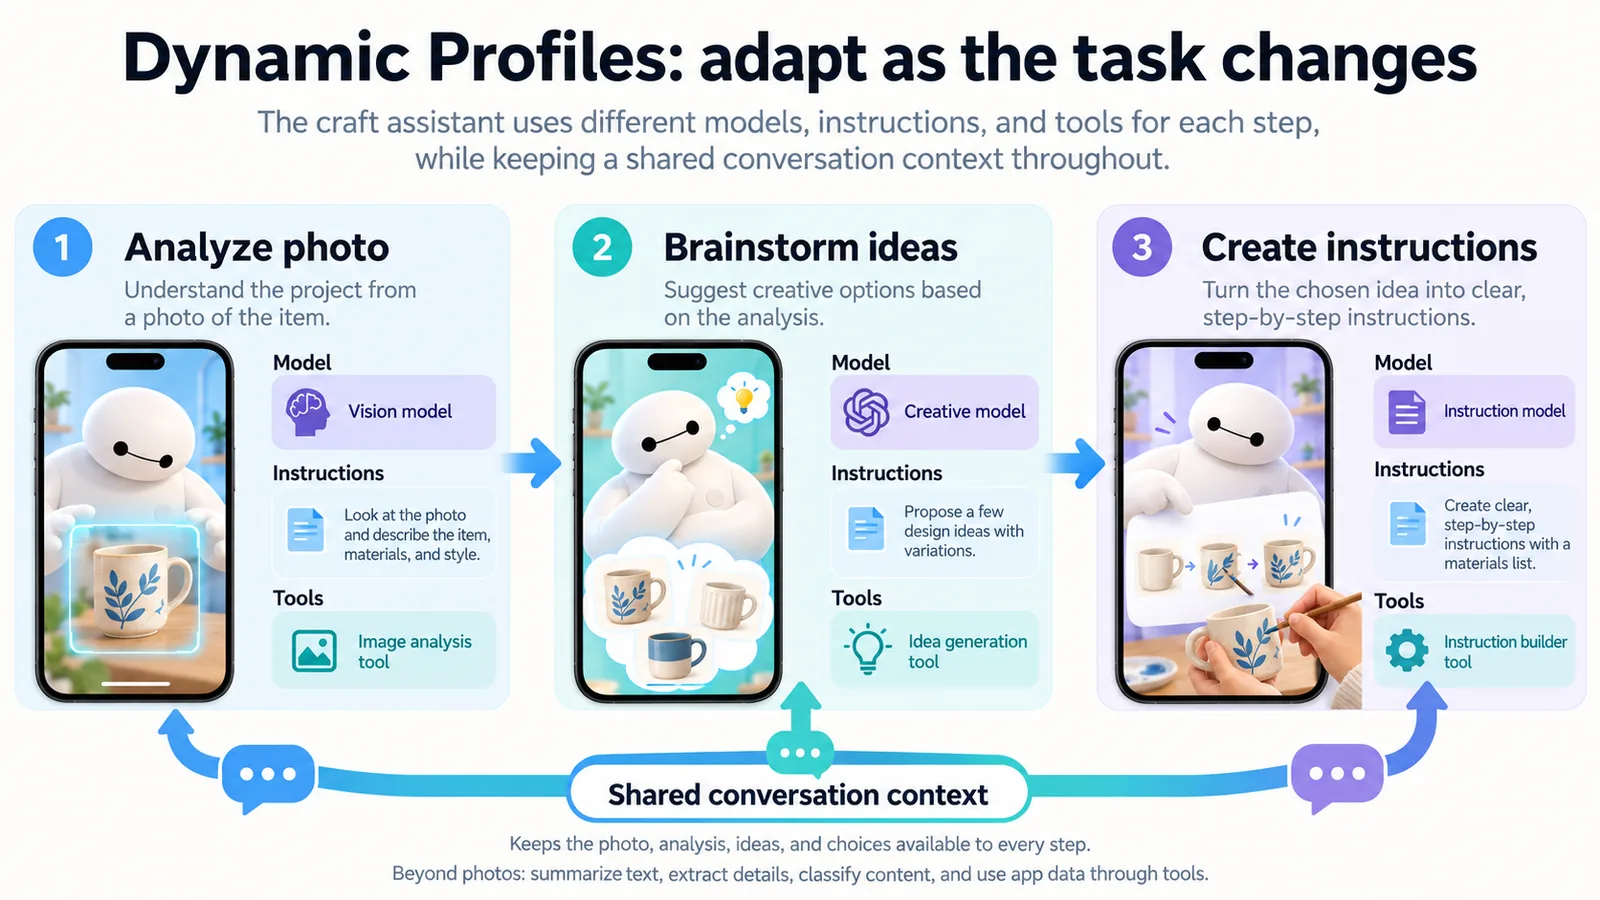 Dynamic Profiles: adapt as the task changes
The craft assistant uses different models, instructions, and tools for each step,
while keeping a shared conversation context throughout.
1
Analyze photo
Understand the project from
a photo of the item.
Model
Vision model
Instructions
Look at the photo
and describe the item,
materials, and style.
Tools
Image analysis
tool
2
Brainstorm ideas
Suggest creative options based
on the analysis.
Model
Creative model
Instructions
Propose a few
design ideas with
variations.
Tools
Idea generation
tool
3
Create instructions
Turn the chosen idea into clear,
step-by-step instructions.
Model
Instruction model
Instructions
Create clear,
step-by-step
instructions with a
materials list.
Tools
Instruction builder
tool
Shared conversation context
Keeps the photo, analysis, ideas, and choices available to every step.
Beyond photos: summarize text, extract details, classify content, and use app data through tools.